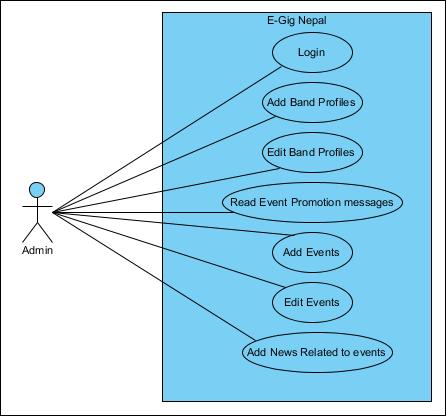 E-Gig Nepal
Login
Add Band Profiles
Edit Band Profiles
Read Event Promotion messages
Admin
Add Events
Edit Events
Add News Related to events